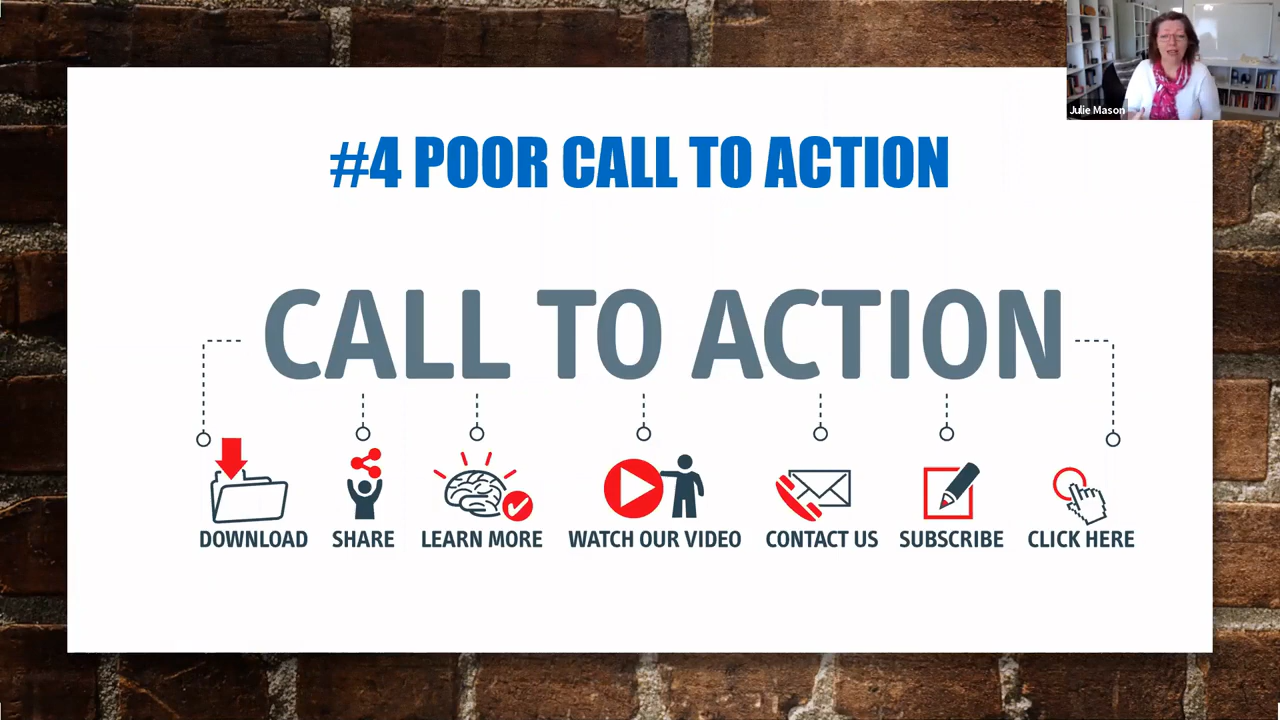 Julie Mason
#4 POOR CALL TO ACTION
CALL TO ACTION
DOWNLOAD
SHARE
LEARN MORE
WATCH OUR VIDEO
CONTACT US
SUBSCRIBE
CLICK HERE